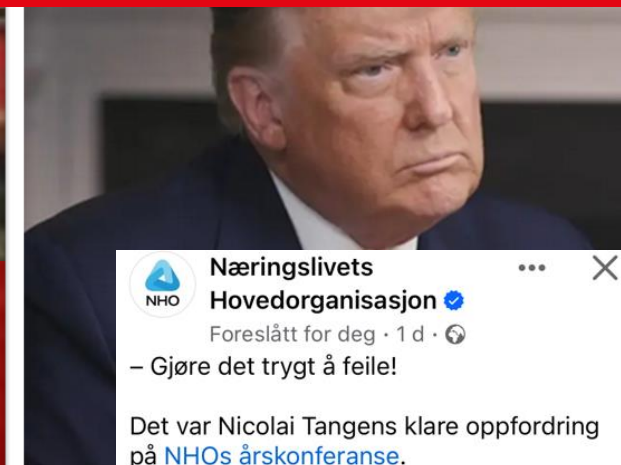 Næringslivets
Hovedorganisasjon
NHO
Foreslått for deg · 1 d ·
– Gjøre det trygt å feile!
Det var Nicolai Tangens klare oppfordring
på NHOs årskonferanse.